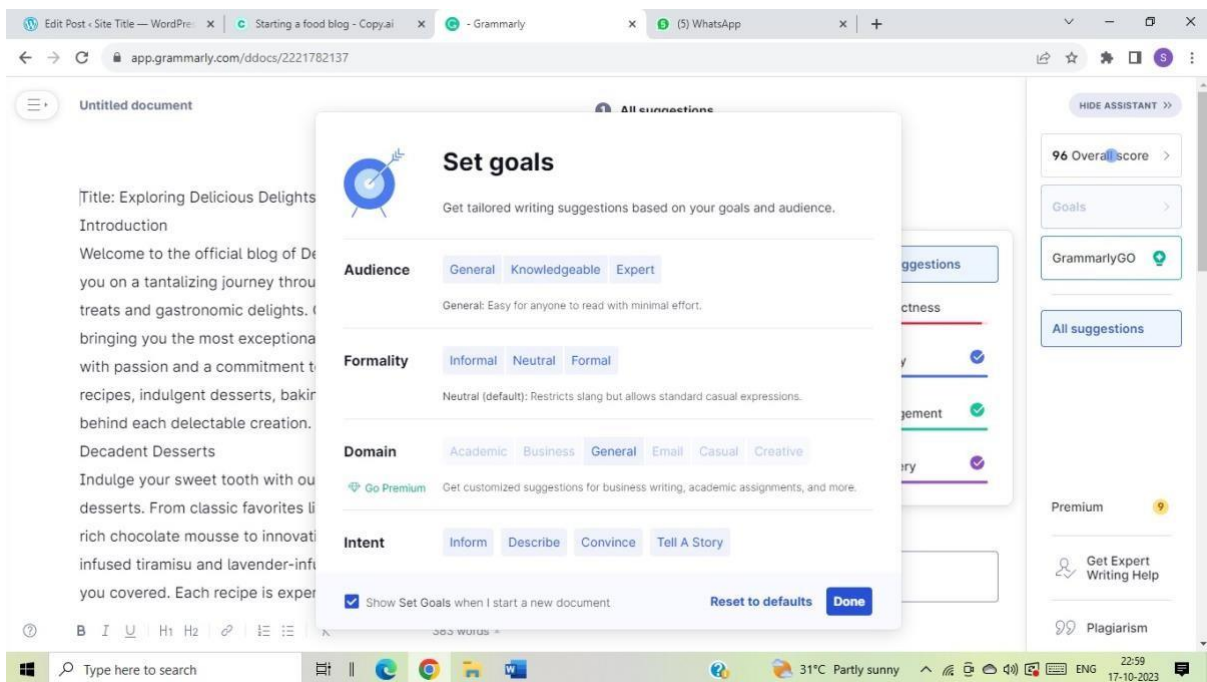 Edit Post ‹ Site Title — WordPre
Starting a food blog - Copy.ai
- Grammarly
(5) WhatsApp
app.grammarly.com/ddocs/2221782137
S
Untitled document
1 All suggestions
HIDE ASSISTANT
Set goals
Get tailored writing suggestions based on your goals and audience.
96 Overall score
Goals
GrammarlyGO
All suggestions
Title: Exploring Delicious Delights
Introduction
Welcome to the official blog of De
you on a tantalizing journey throu
treats and gastronomic delights.
bringing you the most exceptiona
with passion and a commitment t
recipes, indulgent desserts, bakin
behind each delectable creation.
Decadent Desserts
Indulge your sweet tooth with ou
desserts. From classic favorites li
rich chocolate mousse to innovati
infused tiramisu and lavender-infu
you covered. Each recipe is exper
Audience
General Knowledgeable Expert
General: Easy for anyone to read with minimal effort.
Formality
Informal Neutral Formal
Neutral (default): Restricts slang but allows standard casual expressions.
Domain
Academic Business General Email Casual Creative
Go Premium
Get customized suggestions for business writing, academic assignments, and more.
Intent
Inform Describe Convince Tell A Story
Show Set Goals when I start a new document
Reset to defaults
Done
ggestions
ctness
y
gement
ery
Premium 9
Get Expert
Writing Help
Plagiarism
B I U H1 H2
383 words
Type here to search
31°C Partly sunny
ENG
22:59
17-10-2023